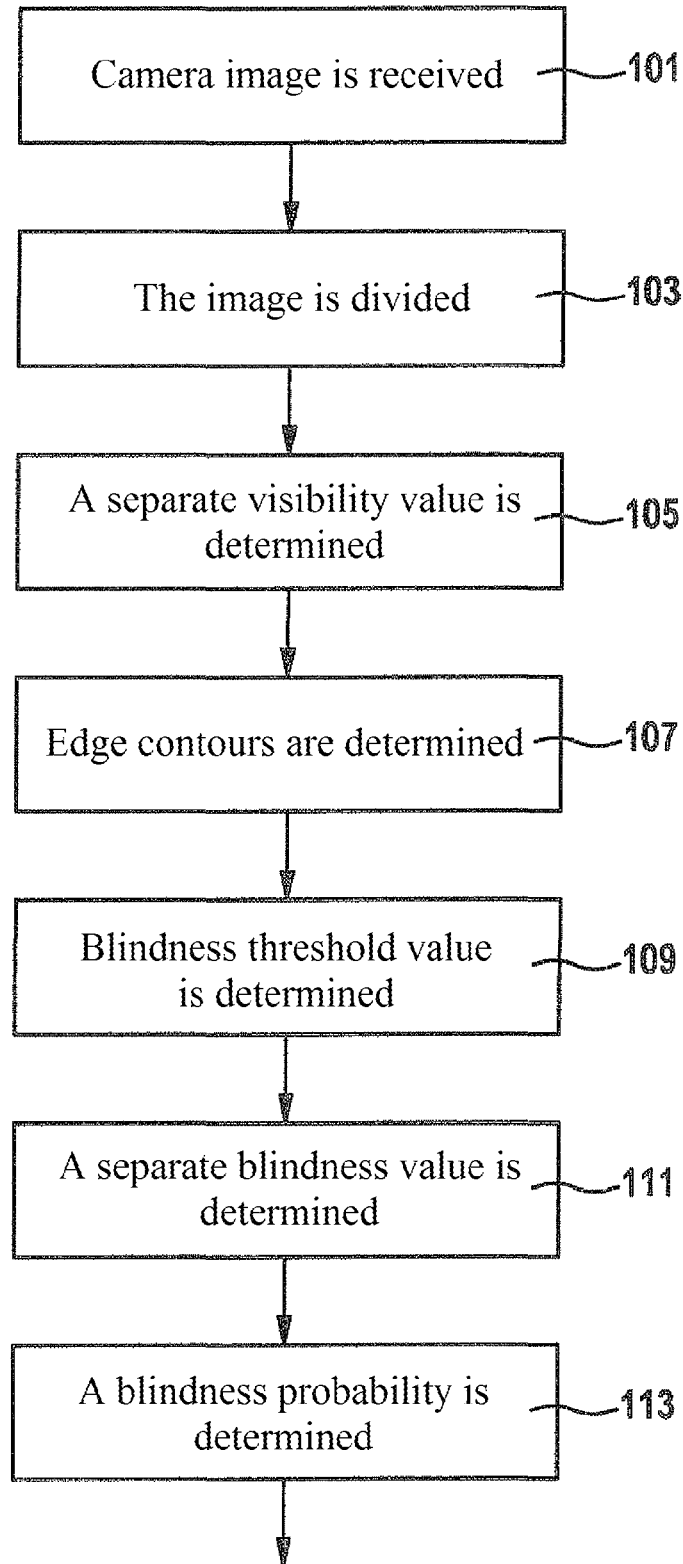 Camera image is received
101
The image is divided
103
A separate visibility value is
determined
105
Edge contours are determined
107
Blindness threshold value
is determined
109
A separate blindness value is
determined
111
A blindness probability is
determined
113